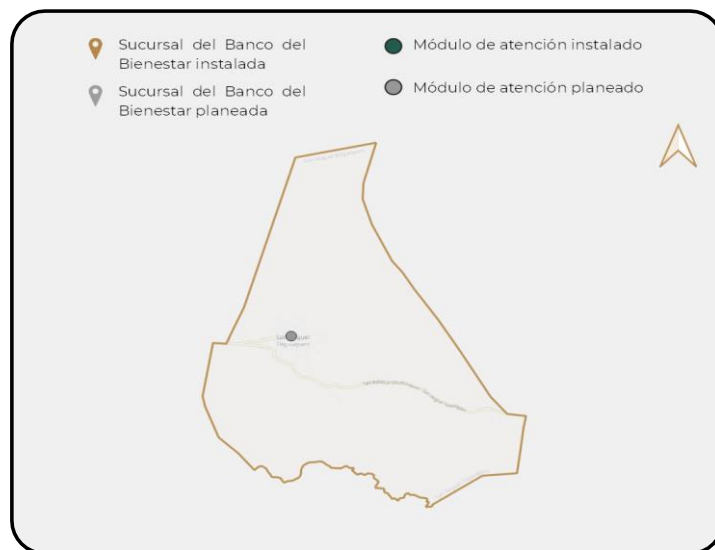 Sucursal del Banco del
Bienestar instalada
Sucursal del Banco del
Bienestar planeada
Módulo de atención instalado
Módulo de atención planeado